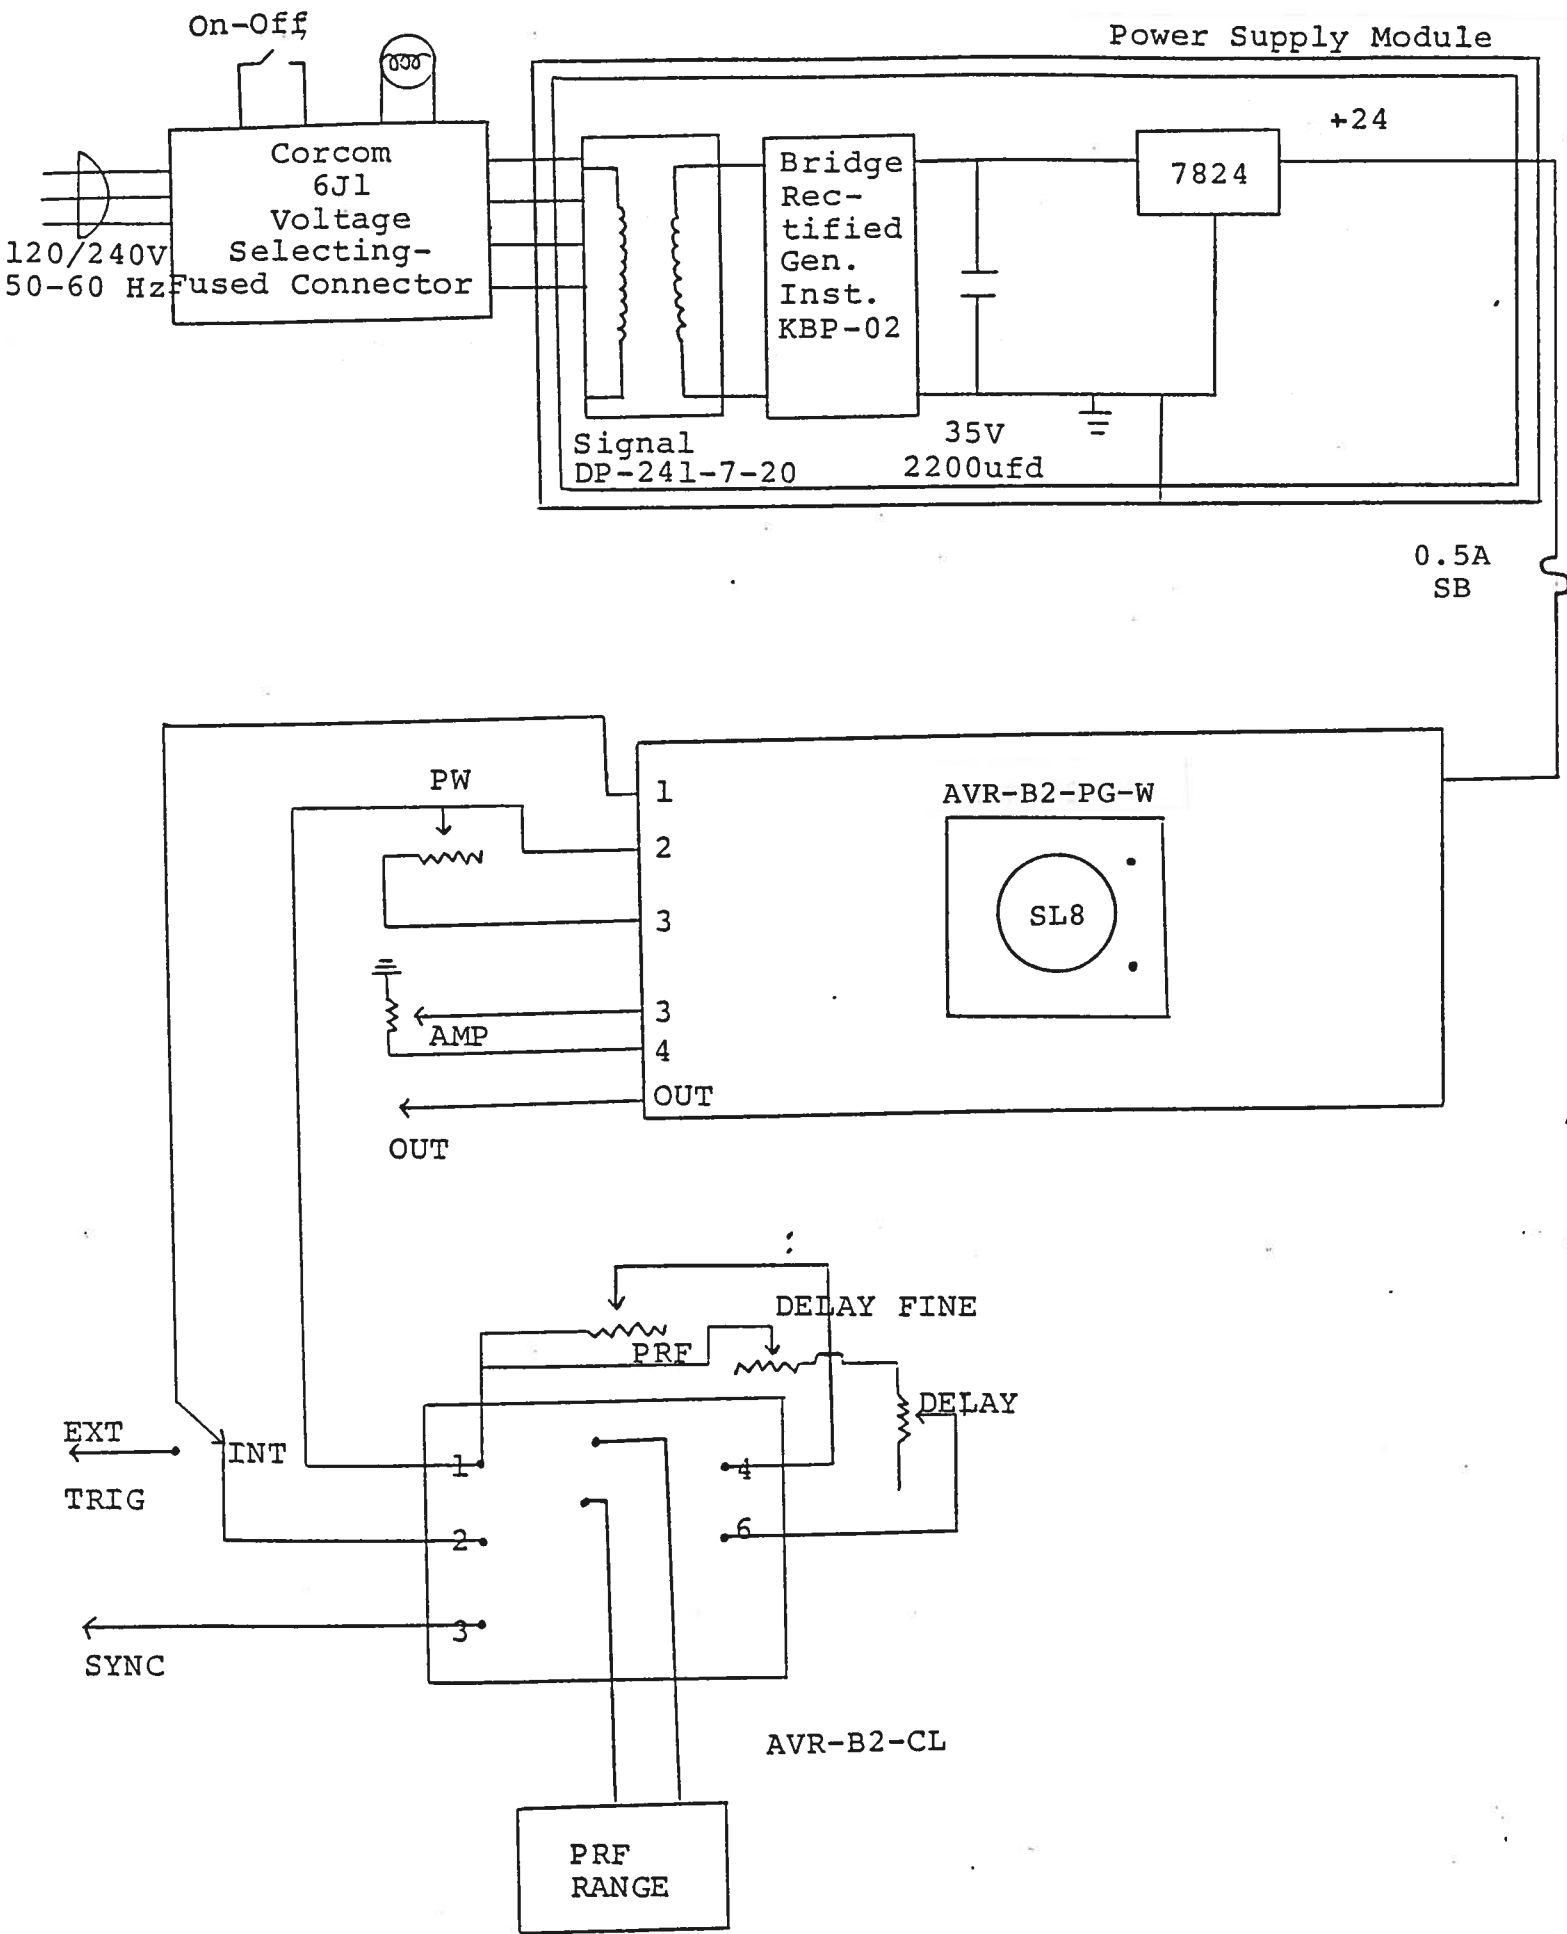 On-Off
Power Supply Module
Corcom
6J1
Voltage
Selecting-
Fused Connector
120/240V
50-60 Hz
Bridge
Rec-
tified
Gen.
Inst.
KBP-02
7824
+24
Signal
DP-241-7-20
35V
2200ufd
0.5A
SB
PW
1
2
3
3
4
OUT
AMP
OUT
AVR-B2-PG-W
SL8
DELAY FINE
PRF
DELAY
EXT
TRIG
INT
1
2
3
4
6
SYNC
AVR-B2-CL
PRF
RANGE